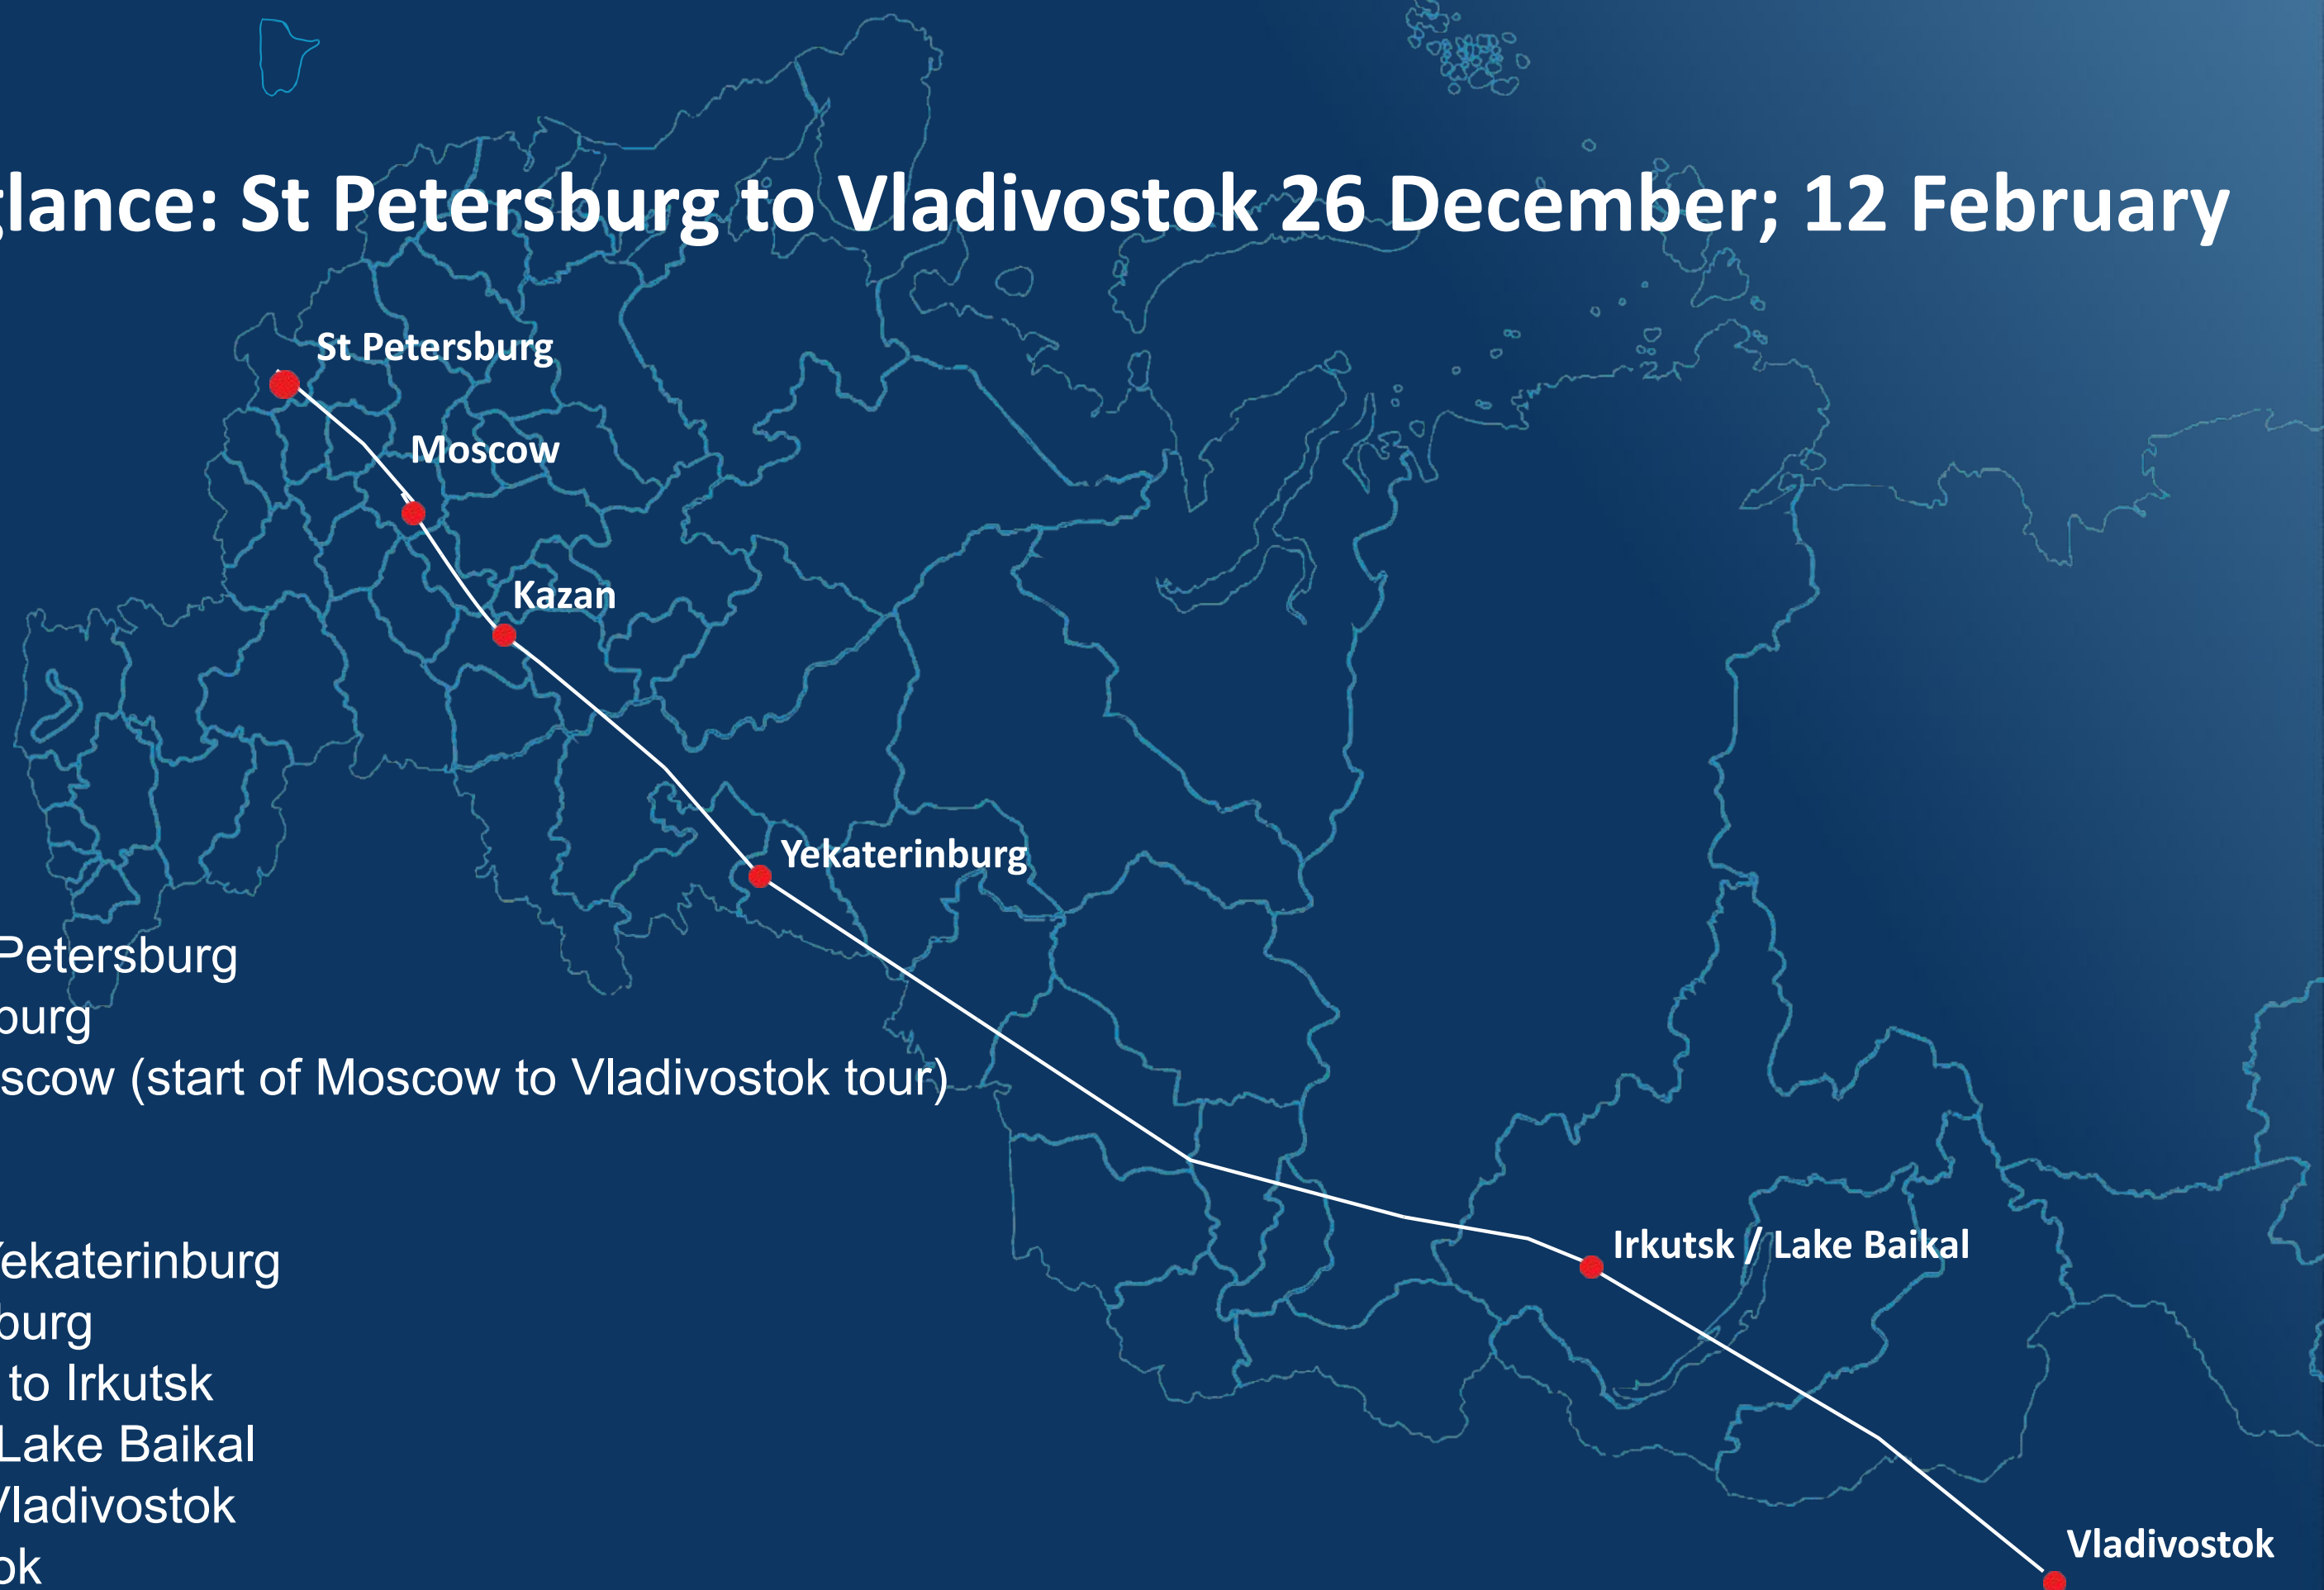 glance: St Petersburg to Vladivostok 26 December; 12 February
St Petersburg
Moscow
Kazan
Yekaterinburg
Petersburg
burg
scow (start of Moscow to Vladivostok tour)
Yekaterinburg
burg
to Irkutsk
Lake Baikal
Vladivostok
ok
Irkutsk / Lake Baikal
Vladivostok